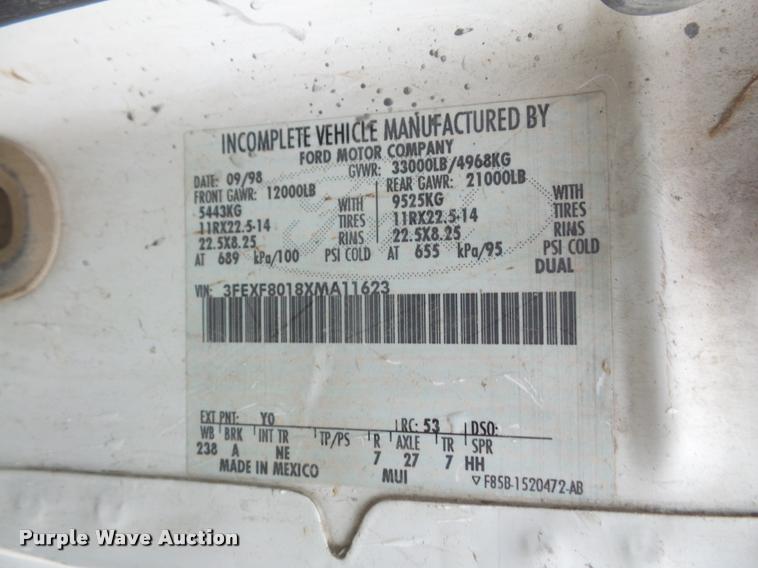 INCOMPLETE VEHICLE MANUFACTURED BY
FORD MOTOR COMPANY
DATE: 09/98 GVWR: 33000LB/4968KG
FRONT GAWR: 12000LB REAR GAWR: 21000LB
5443KG WITH 9525KG WITH
11RX22.5-14 TIRES 11RX22.5-14 TIRES
22.5X8.25 RINS 22.5X8.25 RINS
AT 689 kPa/100 PSI COLD AT 655 kPa/95 PSI COLD
DUAL
VIN: 3FEXF8018XMA11623
EXT PNT: YO RC: 53 DSO:
WB BRK INT TR TP/PS R AXLE TR SPR
238 A NE 7 27 7 HH
MADE IN MEXICO MUI ▽F85B-1520472-AB
Purple Wave Auction